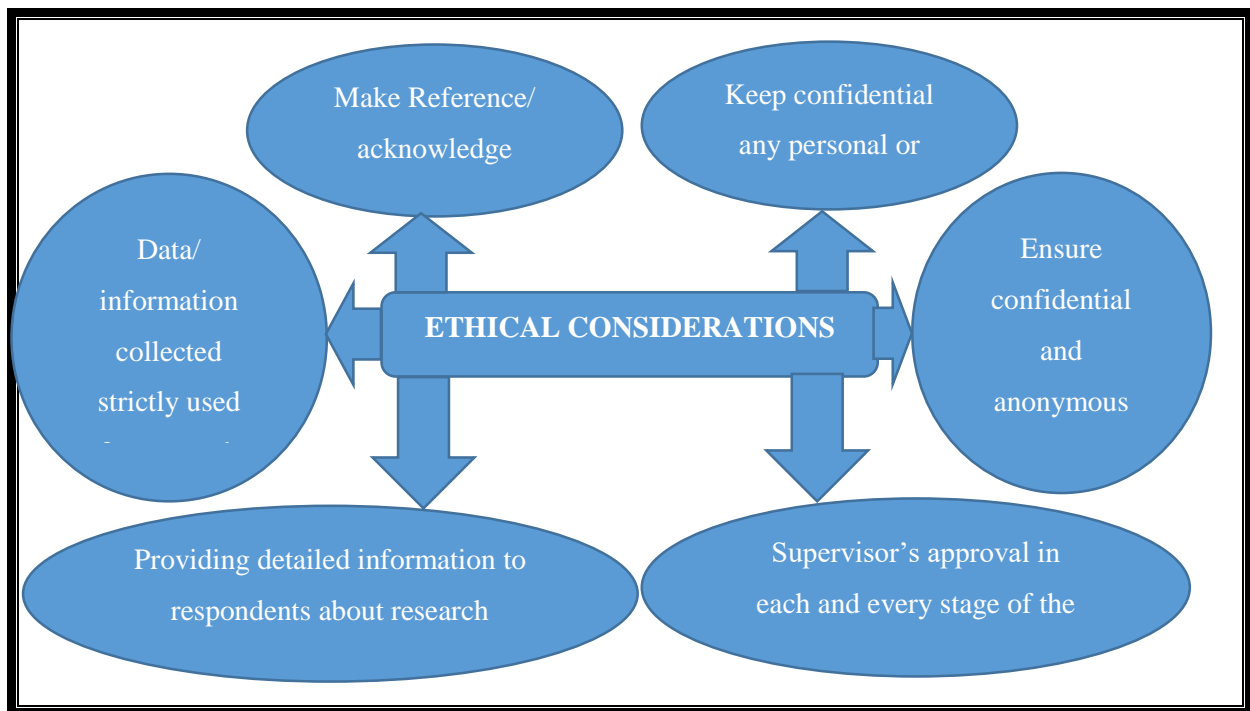 Make Reference/
acknowledge
Keep confidential
any personal or
Data/
information
collected
strictly used
Ensure
confidential
and
anonymous
ETHICAL CONSIDERATIONS
Providing detailed information to
respondents about research
Supervisor’s approval in
each and every stage of the